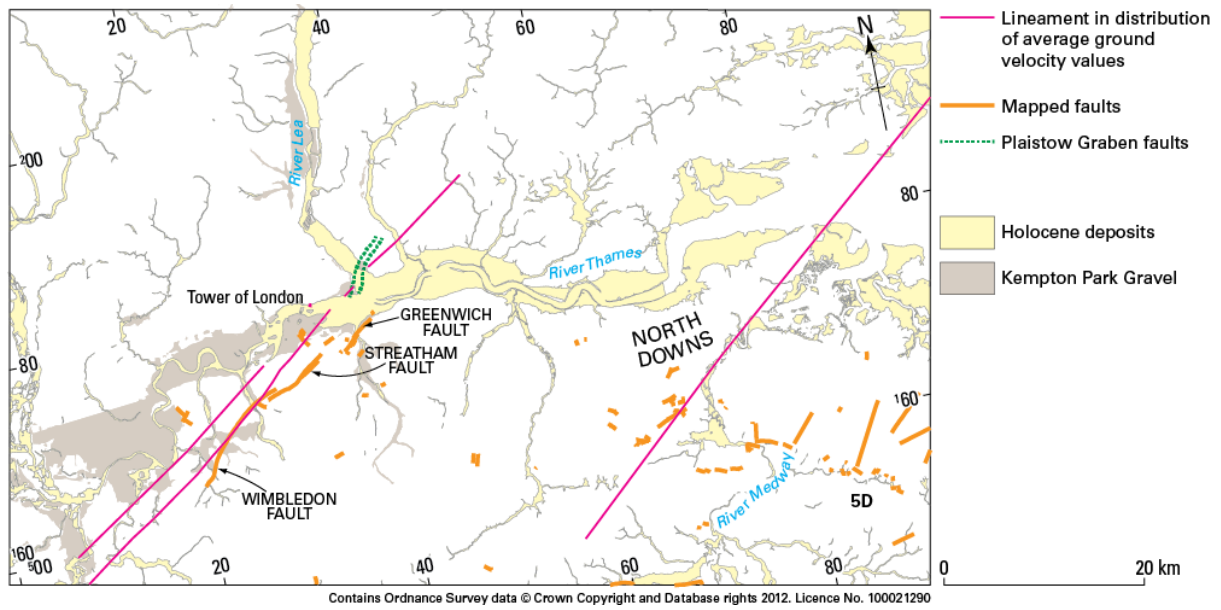 20
40
60
80
N
200
80
River Lea
River Thames
Tower of London
GREENWICH
FAULT
STREATHAM
FAULT
NORTH
DOWNS
80
¹60
WIMBLEDON
FAULT
River Medway
5D
¹60
⁵00
20
40
60
80
Lineament in distribution
of average ground
velocity values
Mapped faults
Plaistow Graben faults
Holocene deposits
Kempton Park Gravel
0
20 km
Contains Ordnance Survey data © Crown Copyright and Database rights 2012. Licence No. 100021290